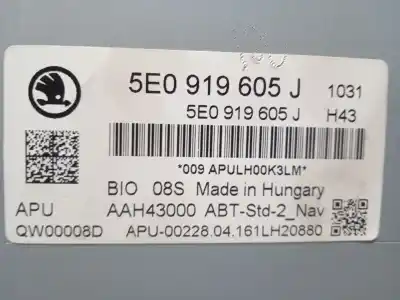 5E0 919 605 J 1031
5E0 919 605 J H43
*009 APULH00K3LM*
BIO 08S Made in Hungary
APU AAH43000 ABT-Std-2_Nav
QW00008D APU-00228.04.161LH20880